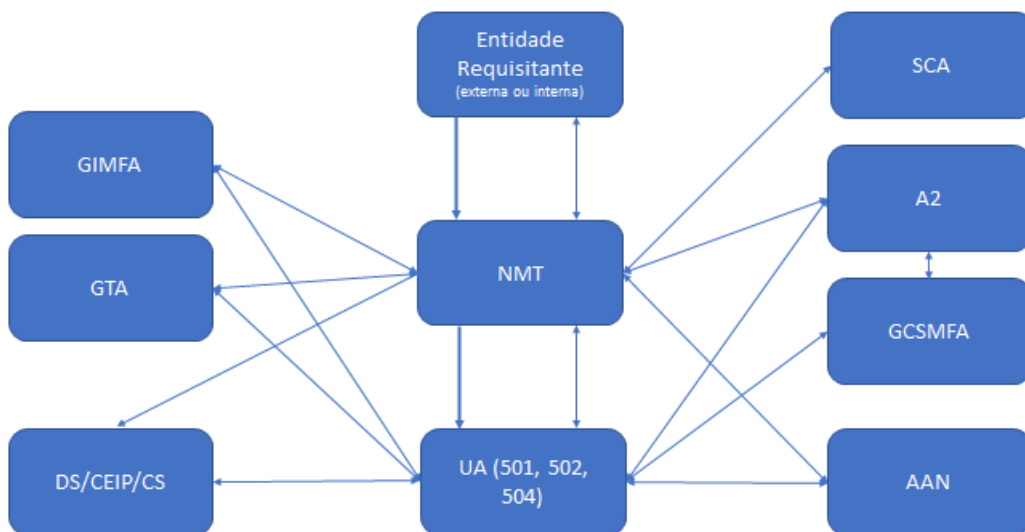 Entidade
Requisitante
(externa ou interna)
SCA
GIMFA
A2
GTA
NMT
GCSMFA
DS/CEIP/CS
UA (501, 502,
504)
AAN